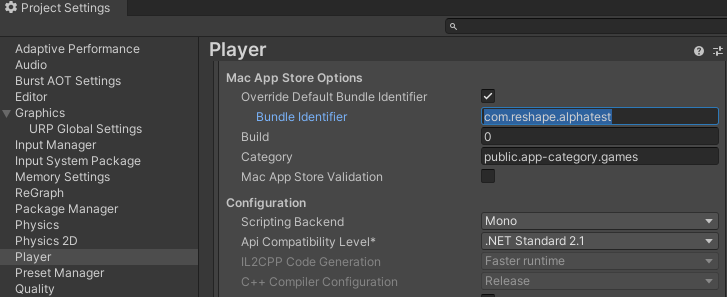 Project Settings
Adaptive Performance
Audio
Burst AOT Settings
Editor
Graphics
URP Global Settings
Input Manager
Input System Package
Memory Settings
ReGraph
Package Manager
Physics
Physics 2D
Player
Preset Manager
Quality
Player
Mac App Store Options
Override Default Bundle Identifier
Bundle Identifier com.reshape.alphatest
Build 0
Category public.app-category.games
Mac App Store Validation
Configuration
Scripting Backend Mono
Api Compatibility Level* .NET Standard 2.1
IL2CPP Code Generation Faster runtime
C++ Compiler Configuration Release